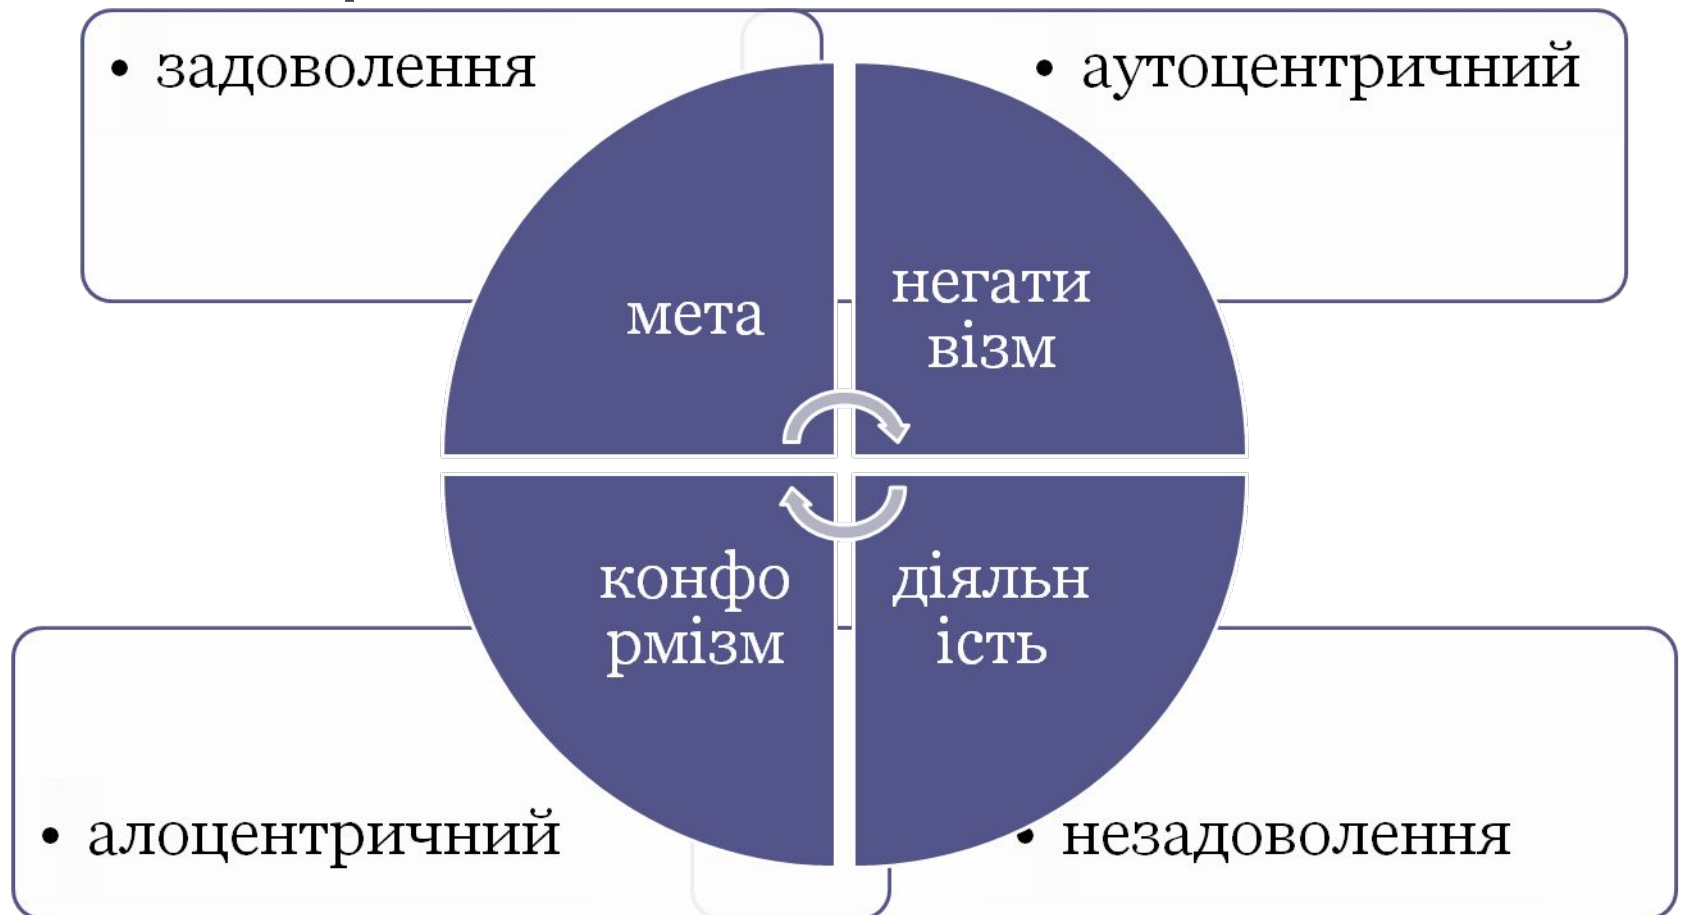 • задоволення
• аутоцентричний
мета
негати
візм
конфо
рмізм
діяльн
ість
• алоцентричний
• незадоволення